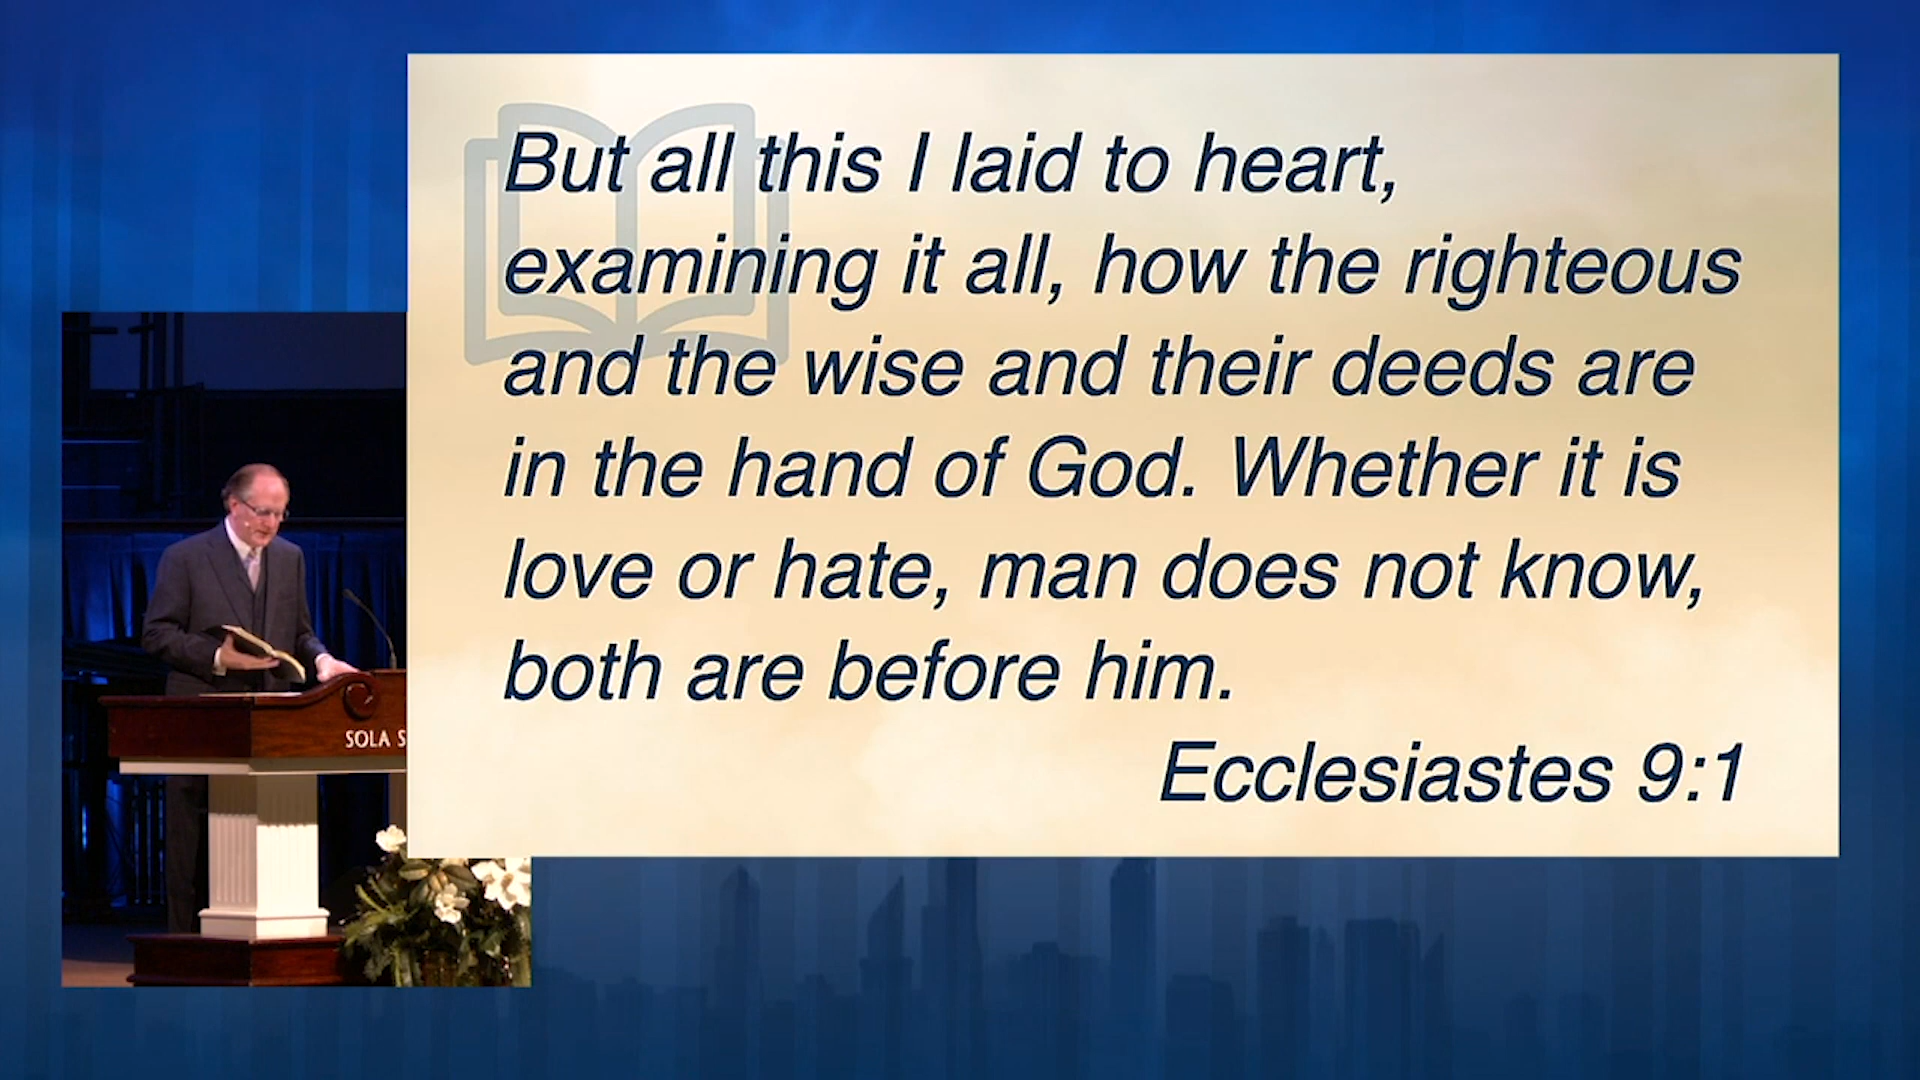 But all this I laid to heart,
examining it all, how the righteous
and the wise and their deeds are
in the hand of God. Whether it is
love or hate, man does not know,
both are before him.
Ecclesiastes 9:1
SOLA S